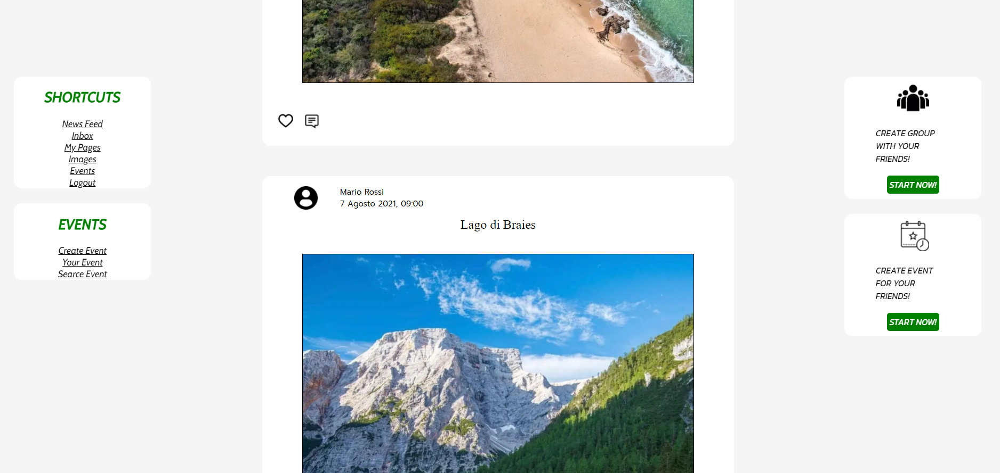 SHORTCUTS
News Feed
Inbox
My Pages
Images
Events
Logout
EVENTS
Create Event
Your Event
Searce Event
Mario Rossi
7 Agosto 2021, 09:00
Lago di Braies
CREATE GROUP
WITH YOUR
FRIENDS!
START NOW!
CREATE EVENT
FOR YOUR
FRIENDS!
START NOW!